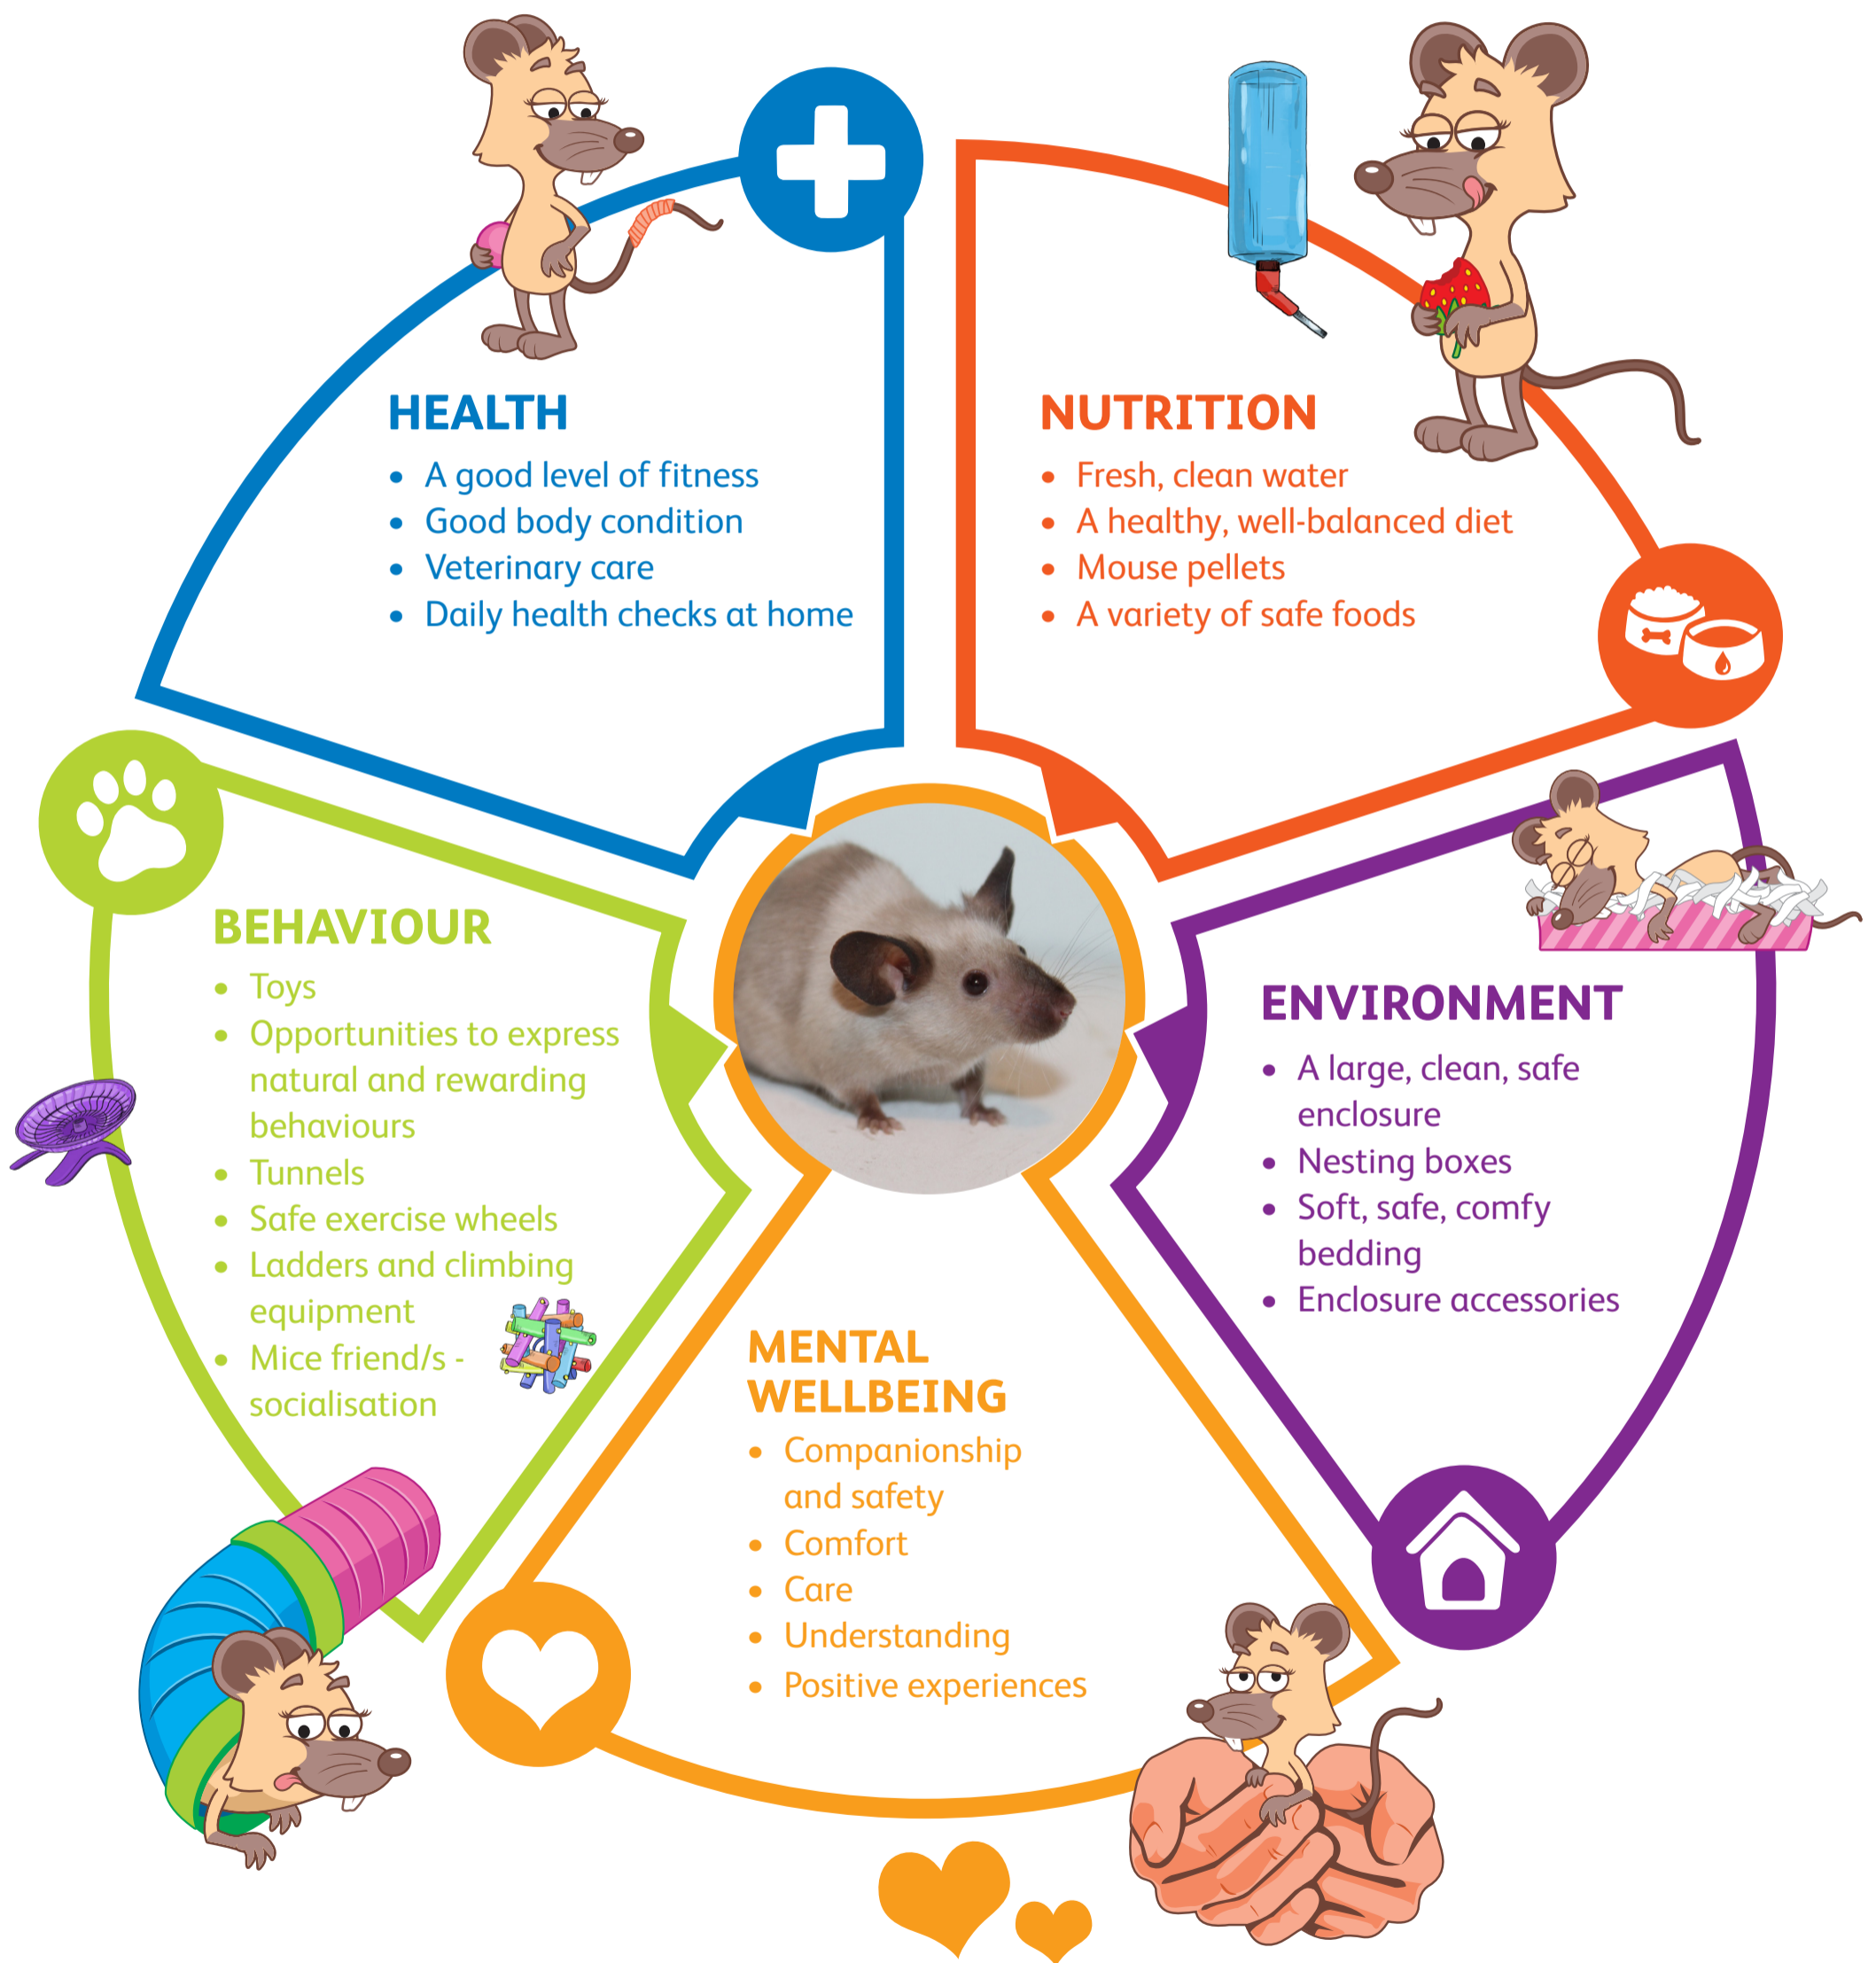 HEALTH
• A good level of fitness
• Good body condition
• Veterinary care
• Daily health checks at home
NUTRITION
• Fresh, clean water
• A healthy, well-balanced diet
• Mouse pellets
• A variety of safe foods
BEHAVIOUR
• Toys
• Opportunities to express
natural and rewarding
behaviours
• Tunnels
• Safe exercise wheels
• Ladders and climbing
equipment
• Mice friend/s -
socialisation
ENVIRONMENT
• A large, clean, safe
enclosure
• Nesting boxes
• Soft, safe, comfy
bedding
• Enclosure accessories
MENTAL
WELLBEING
• Companionship
and safety
• Comfort
• Care
• Understanding
• Positive experiences